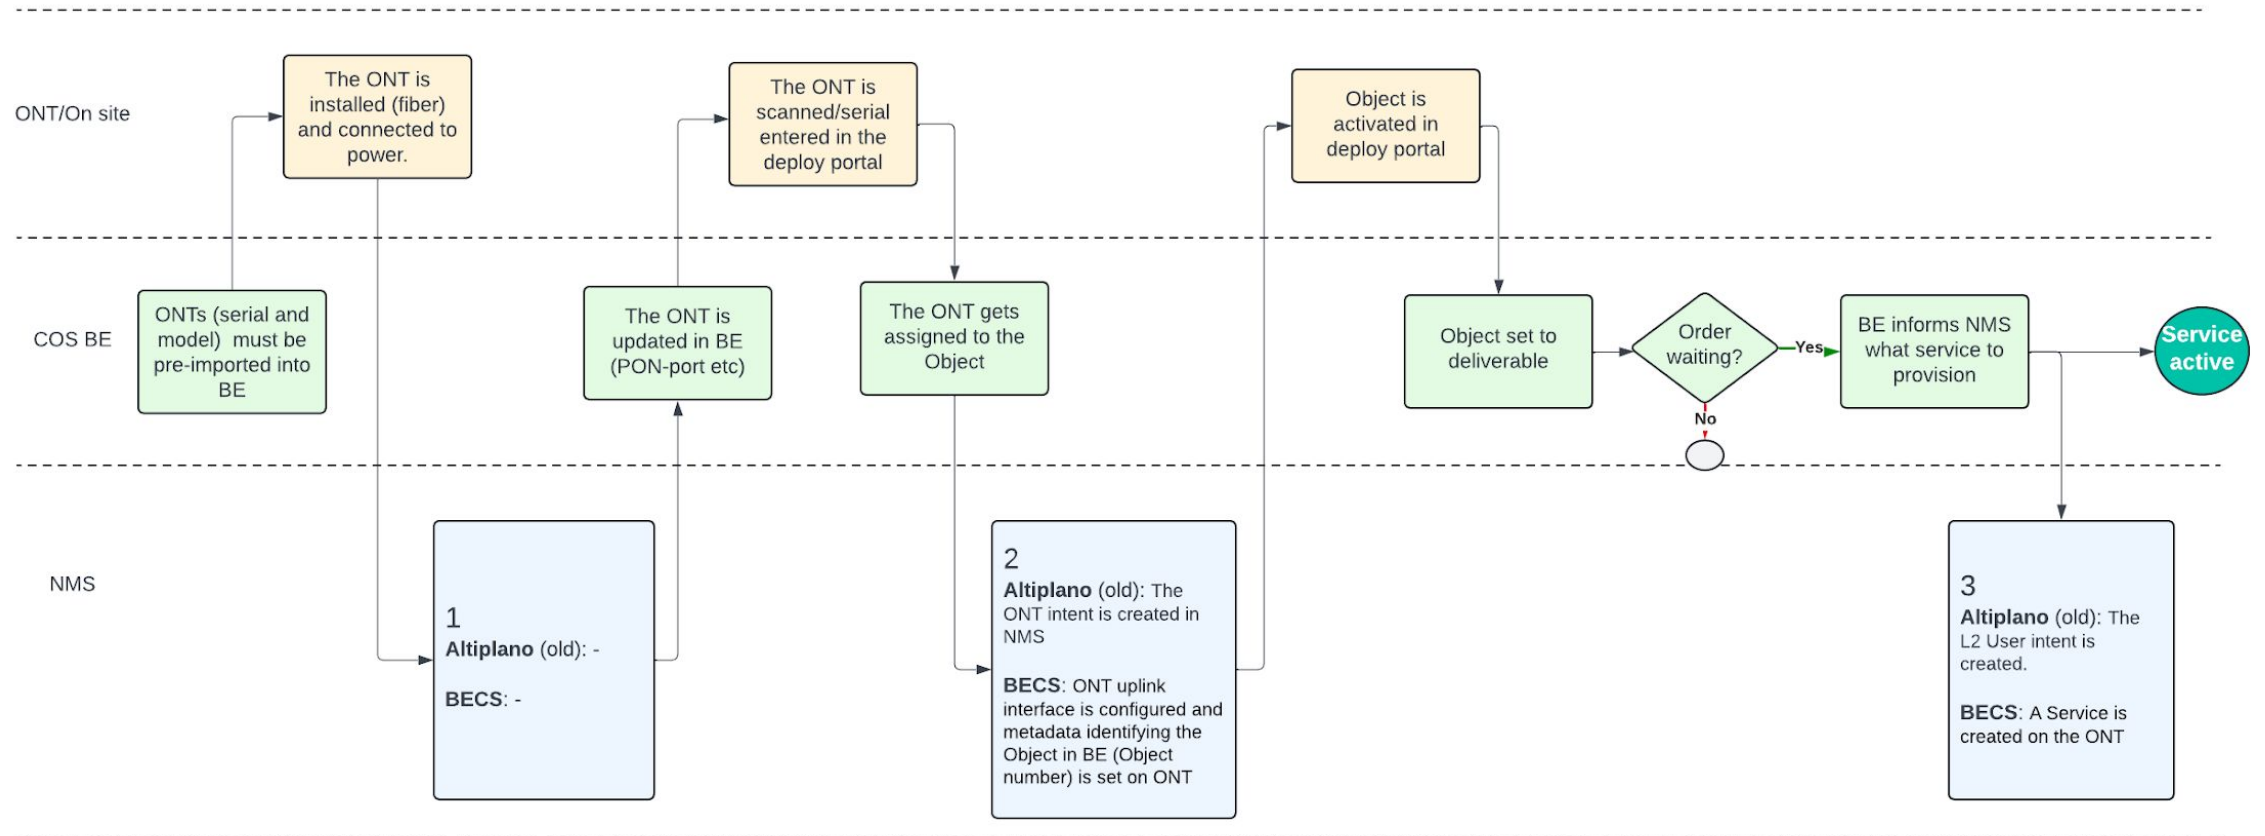 ONT/On site
The ONT is
installed (fiber)
and connected to
power.
The ONT is
scanned/serial
entered in the
deploy portal
Object is
activated in
deploy portal
COS BE
ONTs (serial and
model)  must be
pre-imported into
BE
The ONT is
updated in BE
(PON-port etc)
The ONT gets
assigned to the
Object
Object set to
deliverable
Order
waiting?
Yes
No
BE informs NMS
what service to
provision
Service
active
NMS
1
Altiplano (old): -
BECS: -
2
Altiplano (old): The
ONT intent is created in
NMS
BECS: ONT uplink
interface is configured and
metadata identifying the
Object in BE (Object
number) is set on ONT
3
Altiplano (old): The
L2 User intent is
created.
BECS: A Service is
created on the ONT